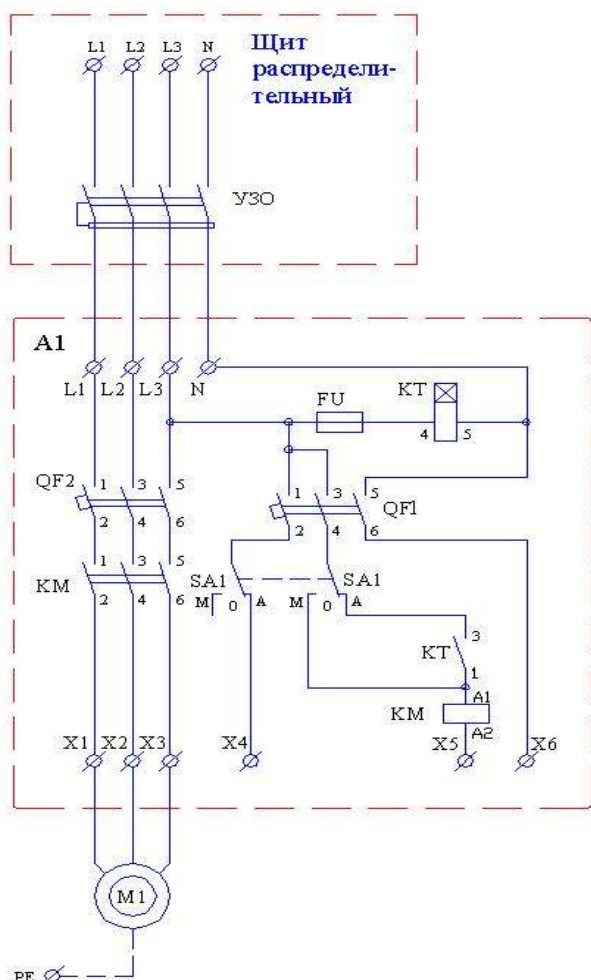 L1 L2 L3 N
Щит
распредели-
тельный
УЗО
A1
L1 L2 L3 N
FU KT
4 5
QF2 1 3 5
1 3 5
QF1
2 4 6
2 4 6
KM 1 3 5
SA1 SA1
2 4 6
M 0 A M 0 A
3
KT
1
A1
KM
A2
X1 X2 X3 X4 X5 X6
M1
PE